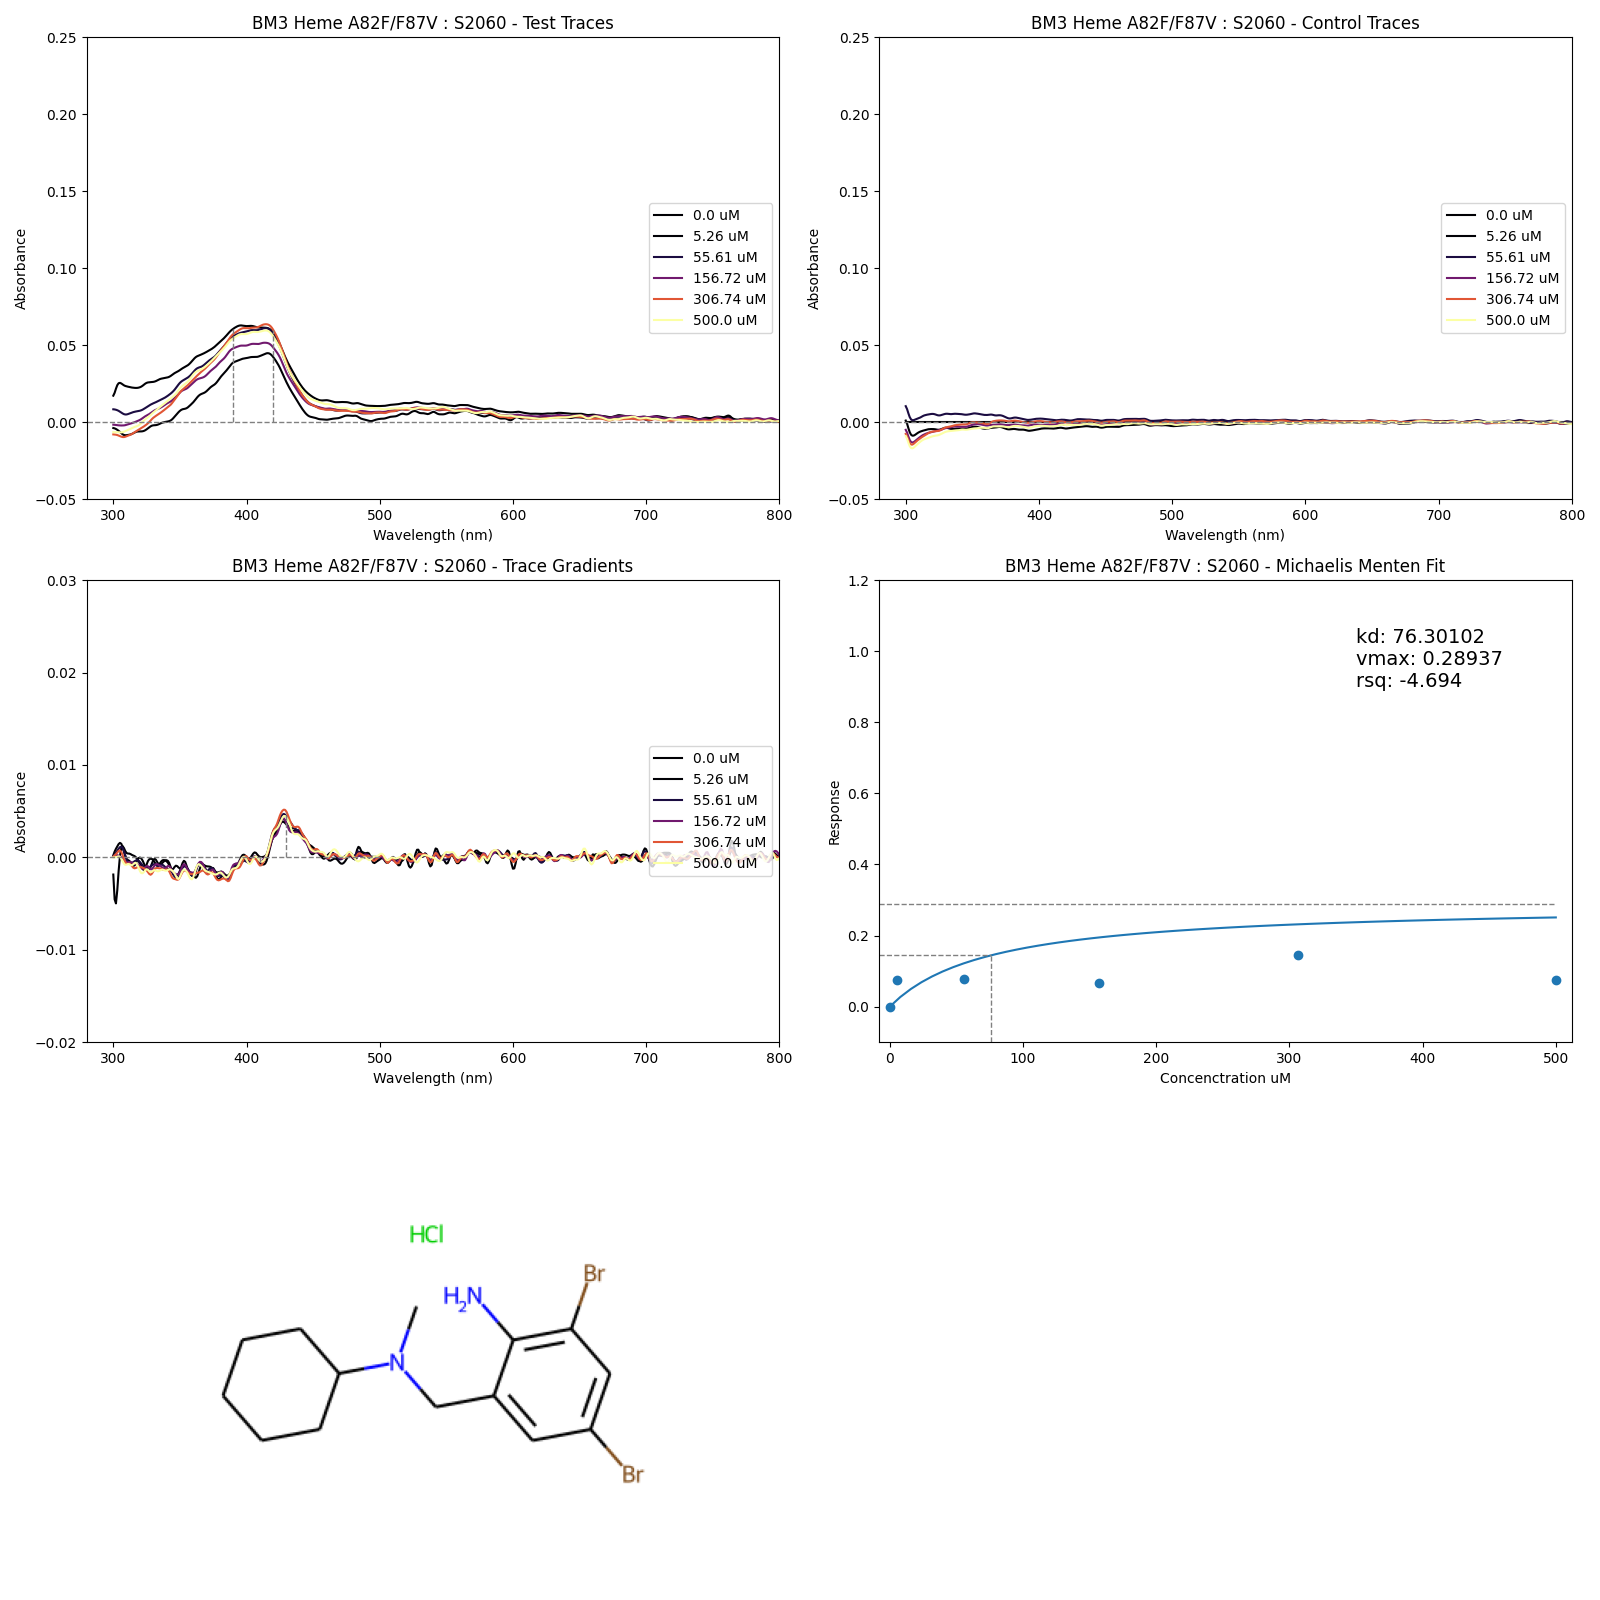 BM3 Heme A82F/F87V : S2060 - Test Traces
0.25
0.20
0.15
0.10
0.05
0.00
−0.05
Absorbance
300
400
500
600
700
800
Wavelength (nm)
0.0 uM
5.26 uM
55.61 uM
156.72 uM
306.74 uM
500.0 uM
BM3 Heme A82F/F87V : S2060 - Control Traces
0.25
0.20
0.15
0.10
0.05
0.00
−0.05
Absorbance
300
400
500
600
700
800
Wavelength (nm)
0.0 uM
5.26 uM
55.61 uM
156.72 uM
306.74 uM
500.0 uM
BM3 Heme A82F/F87V : S2060 - Trace Gradients
0.03
0.02
0.01
0.00
−0.01
−0.02
Absorbance
300
400
500
600
700
800
Wavelength (nm)
0.0 uM
5.26 uM
55.61 uM
156.72 uM
306.74 uM
500.0 uM
BM3 Heme A82F/F87V : S2060 - Michaelis Menten Fit
1.2
1.0
0.8
0.6
0.4
0.2
0.0
Response
0
100
200
300
400
500
Concenctration uM
kd: 76.30102
vmax: 0.28937
rsq: -4.694
HCl
H2N
Br
N
Br